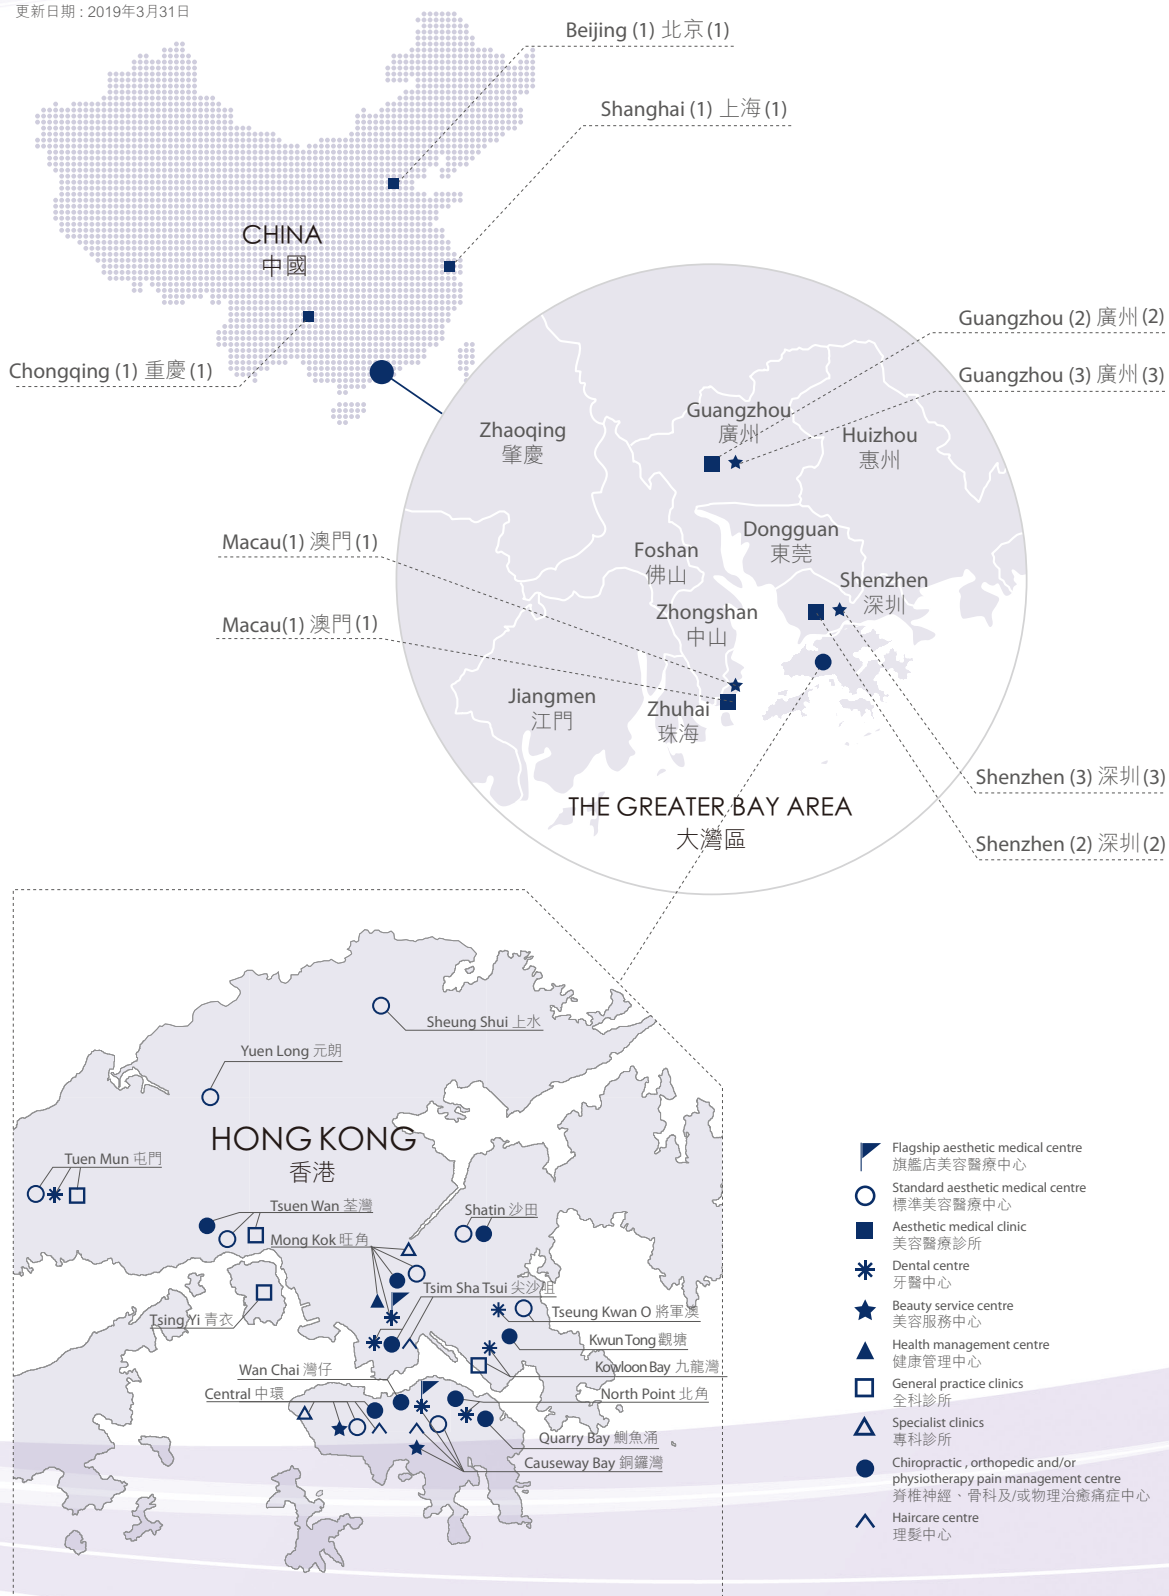 更新日期 : 2019年3月31日
Beijing (1) 北京(1)
Shanghai (1) 上海(1)
CHINA
中國
Chongqing (1) 重慶(1)
Guangzhou (2) 廣州(2)
Guangzhou (3) 廣州(3)
Guangzhou
廣州
Zhaoqing
肇慶
Huizhou
惠州
Macau(1) 澳門(1)
Dongguan
東莞
Foshan
佛山
Shenzhen
深圳
Zhongshan
中山
Macau(1) 澳門(1)
Jiangmen
江門
Zhuhai
珠海
Shenzhen (3) 深圳(3)
THE GREATER BAY AREA
大灣區
Shenzhen (2) 深圳(2)
Sheung Shui 上水
Yuen Long 元朗
HONG KONG
香港
Tuen Mun 屯門
Tsuen Wan 荃灣
Shatin 沙田
Mong Kok 旺角
Tsim Sha Tsui 尖沙咀
Tsing Yi 青衣
Tseung Kwan O 將軍澳
Kwun Tong 觀塘
Wan Chai 灣仔
Kowloon Bay 九龍灣
Central 中環
North Point 北角
Quarry Bay 鰂魚涌
Causeway Bay 銅鑼灣
Flagship aesthetic medical centre
旗艦店美容醫療中心
Standard aesthetic medical centre
標準美容醫療中心
Aesthetic medical clinic
美容醫療診所
Dental centre
牙醫中心
Beauty service centre
美容服務中心
Health management centre
健康管理中心
General practice clinics
全科診所
Specialist clinics
專科診所
Chiropractic , orthopedic and/or
physiotherapy pain management centre
脊椎神經、骨科及/或物理治癒痛症中心
Haircare centre
理髮中心